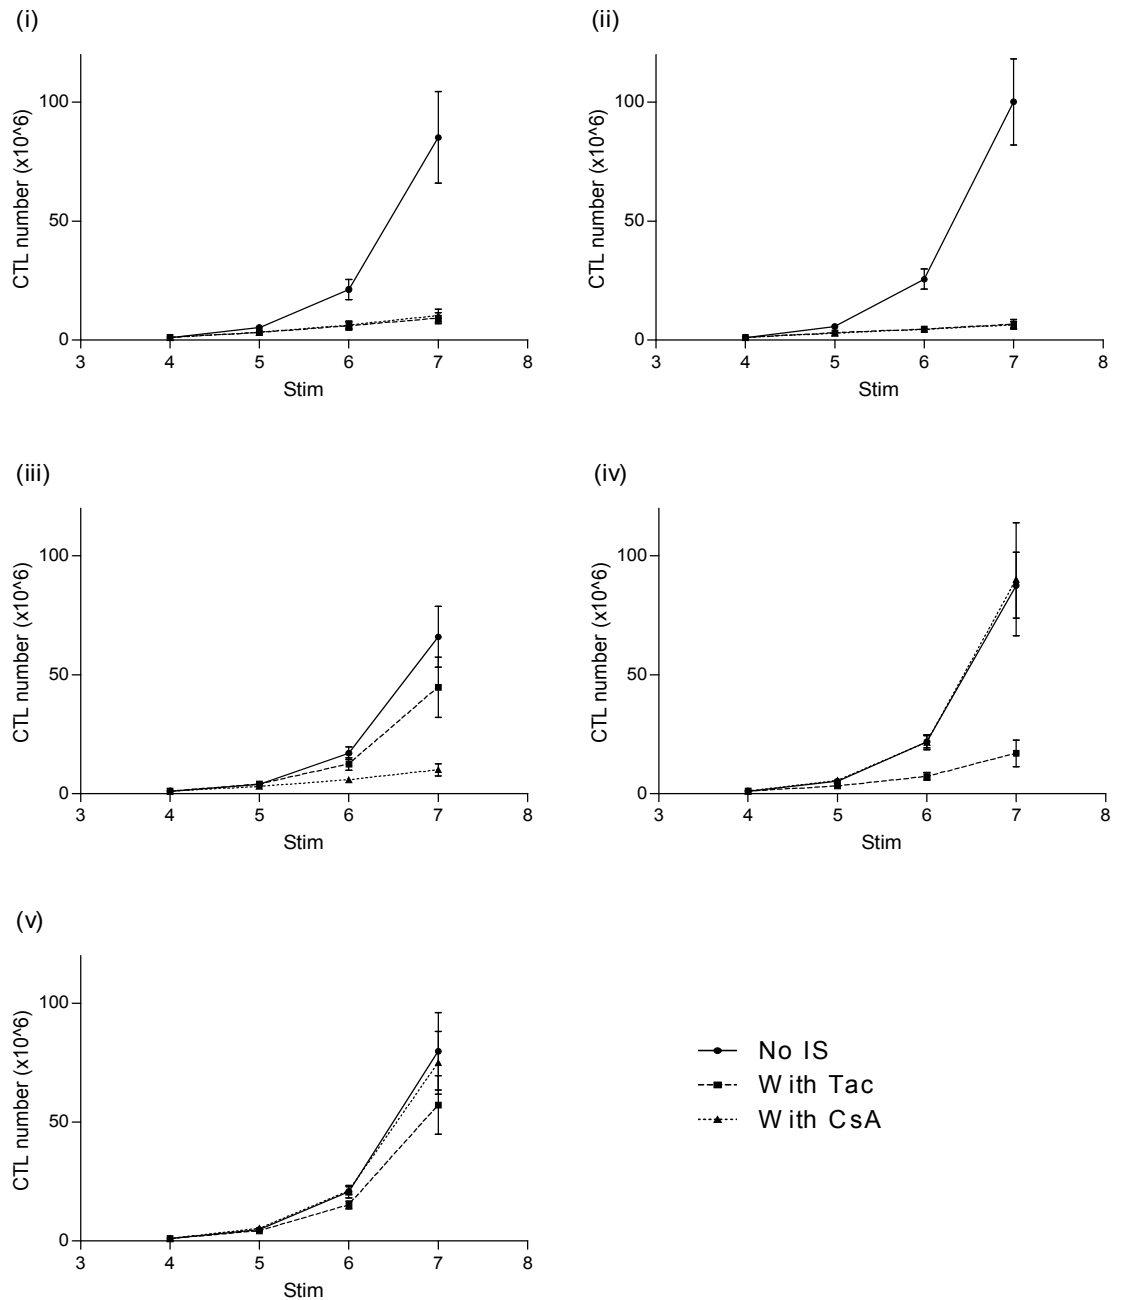 (i)
CTL number (x10^6)
100
50
0
3 4 5 6 7 8
Stim
(ii)
CTL number (x10^6)
100
50
0
3 4 5 6 7 8
Stim
(iii)
CTL number (x10^6)
100
50
0
3 4 5 6 7 8
Stim
(iv)
CTL number (x10^6)
100
50
0
3 4 5 6 7 8
Stim
(v)
CTL number (x10^6)
100
50
0
3 4 5 6 7 8
Stim
No IS
With Tac
With CsA